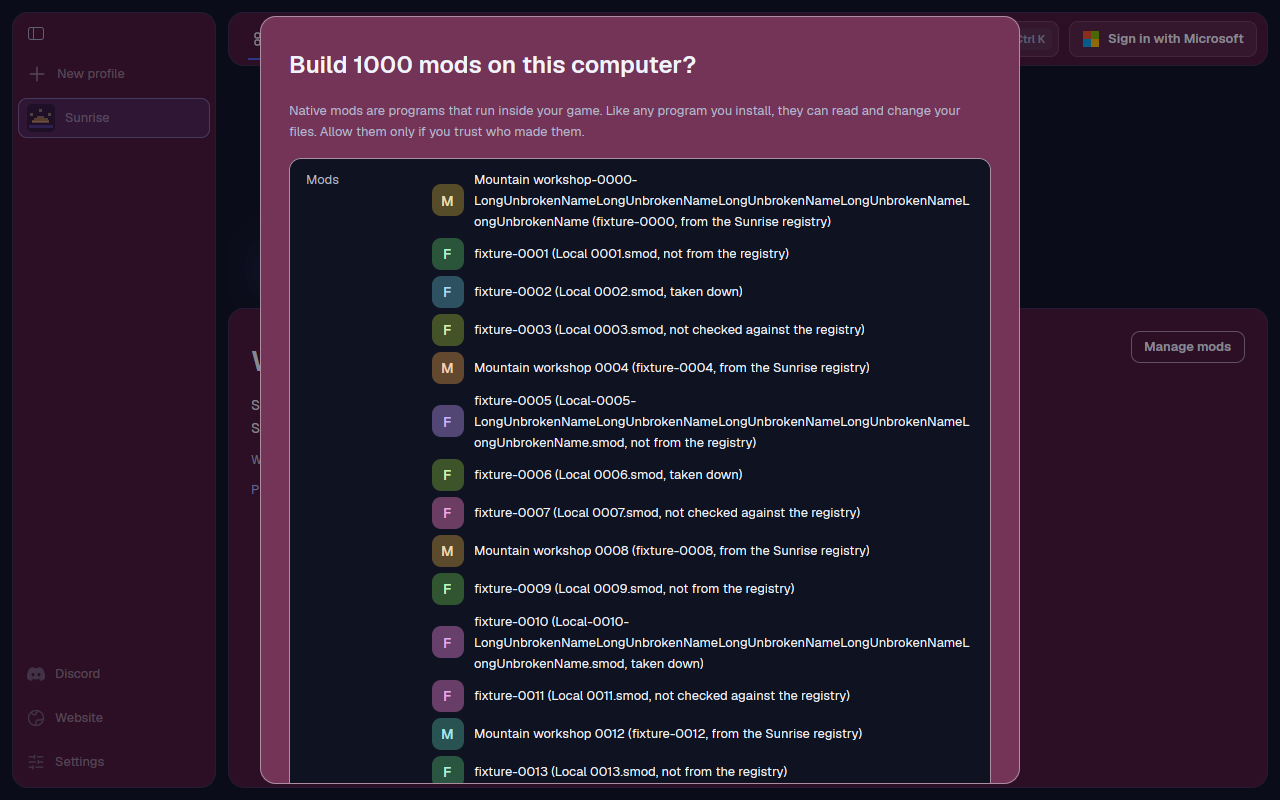 New profile
Sunrise
Discord
Website
Settings
Ctrl K
Sign in with Microsoft
Manage mods
Build 1000 mods on this computer?
Native mods are programs that run inside your game. Like any program you install, they can read and change your
files. Allow them only if you trust who made them.
Mods
M
Mountain workshop-0000-
LongUnbrokenNameLongUnbrokenNameLongUnbrokenNameLongUnbrokenNameL
ongUnbrokenName (fixture-0000, from the Sunrise registry)
F
fixture-0001 (Local 0001.smod, not from the registry)
F
fixture-0002 (Local 0002.smod, taken down)
F
fixture-0003 (Local 0003.smod, not checked against the registry)
M
Mountain workshop 0004 (fixture-0004, from the Sunrise registry)
F
fixture-0005 (Local-0005-
LongUnbrokenNameLongUnbrokenNameLongUnbrokenNameLongUnbrokenNameL
ongUnbrokenName.smod, not from the registry)
F
fixture-0006 (Local 0006.smod, taken down)
F
fixture-0007 (Local 0007.smod, not checked against the registry)
M
Mountain workshop 0008 (fixture-0008, from the Sunrise registry)
F
fixture-0009 (Local 0009.smod, not from the registry)
F
fixture-0010 (Local-0010-
LongUnbrokenNameLongUnbrokenNameLongUnbrokenNameLongUnbrokenNameL
ongUnbrokenName.smod, taken down)
F
fixture-0011 (Local 0011.smod, not checked against the registry)
M
Mountain workshop 0012 (fixture-0012, from the Sunrise registry)
F
fixture-0013 (Local 0013.smod, not from the registry)